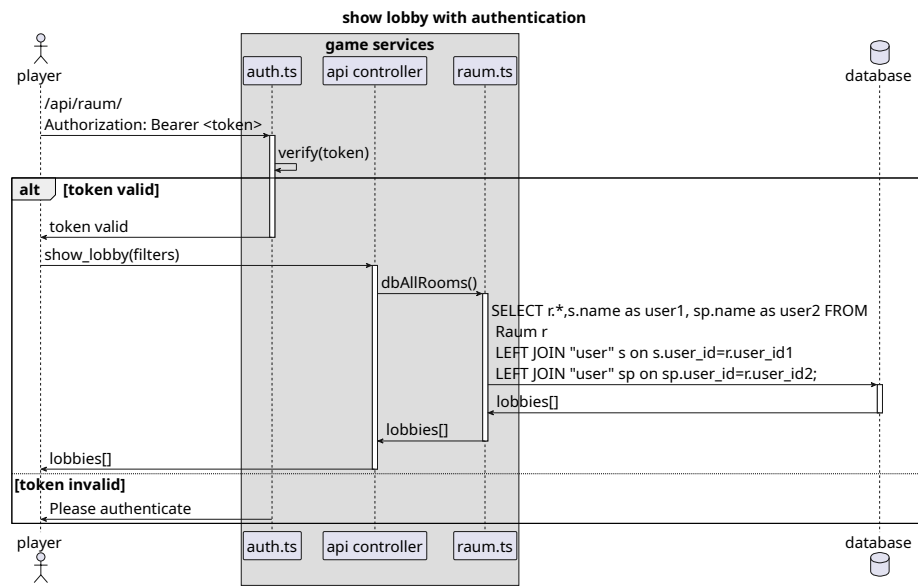 show lobby with authentication
game services
player
auth.ts
api controller
raum.ts
database
/api/raum/
Authorization: Bearer <token>
verify(token)
alt [token valid]
token valid
show_lobby(filters)
dbAllRooms()
SELECT r.*,s.name as user1, sp.name as user2 FROM
Raum r
LEFT JOIN "user" s on s.user_id=r.user_id1
LEFT JOIN "user" sp on sp.user_id=r.user_id2;
lobbies[]
lobbies[]
lobbies[]
[token invalid]
Please authenticate
player
auth.ts
api controller
raum.ts
database